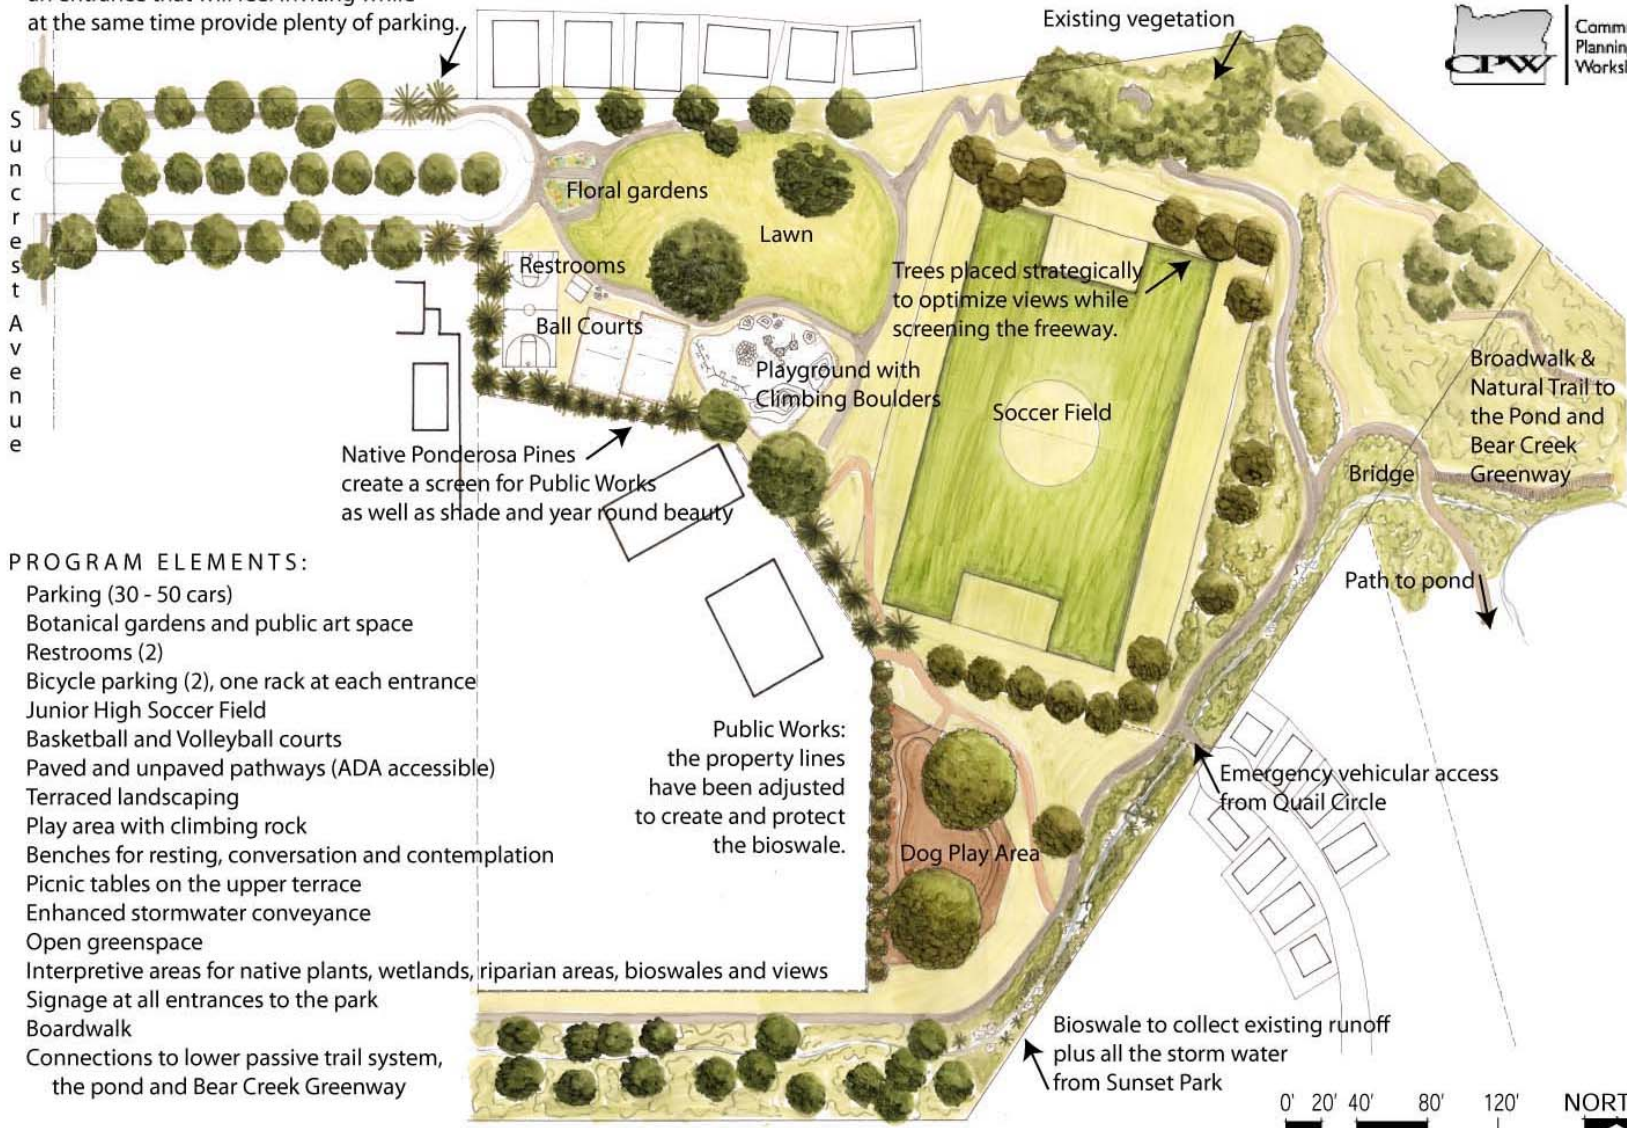 at the same time provide plenty of parking.
Existing vegetation
CPW
Suncrest Avenue
Floral gardens
Lawn
Restrooms
Ball Courts
Trees placed strategically
to optimize views while
screening the freeway.
Playground with
Climbing Boulders
Soccer Field
Broadwalk &
Natural Trail to
the Pond and
Bear Creek
Greenway
Bridge
Native Ponderosa Pines
create a screen for Public Works
as well as shade and year round beauty
Path to pond
PROGRAM ELEMENTS:
Parking (30 - 50 cars)
Botanical gardens and public art space
Restrooms (2)
Bicycle parking (2), one rack at each entrance
Junior High Soccer Field
Basketball and Volleyball courts
Paved and unpaved pathways (ADA accessible)
Terraced landscaping
Play area with climbing rock
Benches for resting, conversation and contemplation
Picnic tables on the upper terrace
Enhanced stormwater conveyance
Open greenspace
Interpretive areas for native plants, wetlands, riparian areas, bioswales and views
Signage at all entrances to the park
Boardwalk
Connections to lower passive trail system,
the pond and Bear Creek Greenway
Public Works:
the property lines
have been adjusted
to create and protect
the bioswale.
Emergency vehicular access
from Quail Circle
Dog Play Area
Bioswale to collect existing runoff
plus all the storm water
from Sunset Park
0' 20' 40' 80' 120'